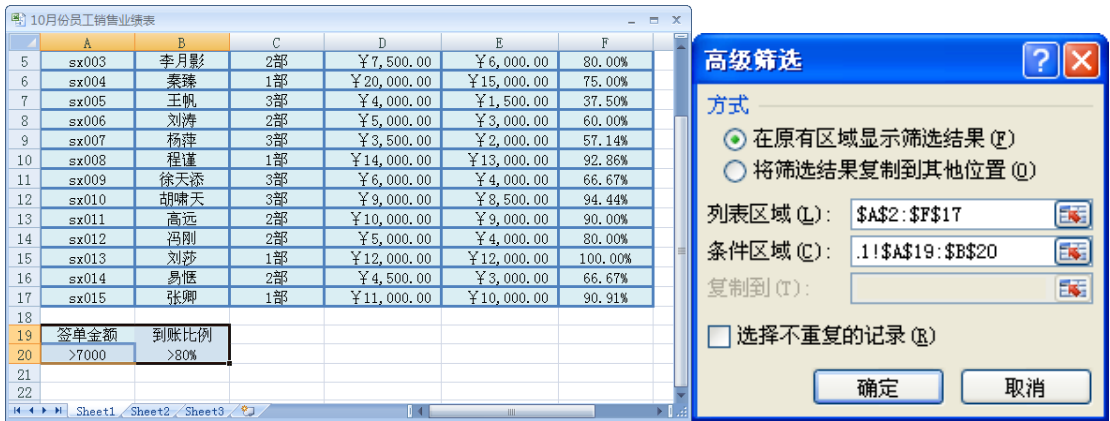 10月份员工销售业绩表
A B C D E F
5 sx003 李月影 2部 ￥7,500.00 ￥6,000.00 80.00%
6 sx004 秦臻 1部 ￥20,000.00 ￥15,000.00 75.00%
7 sx005 王帆 3部 ￥4,000.00 ￥1,500.00 37.50%
8 sx006 刘涛 2部 ￥5,000.00 ￥3,000.00 60.00%
9 sx007 杨萍 3部 ￥3,500.00 ￥2,000.00 57.14%
10 sx008 程谨 1部 ￥14,000.00 ￥13,000.00 92.86%
11 sx009 徐天添 3部 ￥6,000.00 ￥4,000.00 66.67%
12 sx010 胡啸天 3部 ￥9,000.00 ￥8,500.00 94.44%
13 sx011 高远 2部 ￥10,000.00 ￥9,000.00 90.00%
14 sx012 冯刚 2部 ￥5,000.00 ￥4,000.00 80.00%
15 sx013 刘莎 1部 ￥12,000.00 ￥12,000.00 100.00%
16 sx014 易惬 2部 ￥4,500.00 ￥3,000.00 66.67%
17 sx015 张卿 1部 ￥11,000.00 ￥10,000.00 90.91%
18
19 签单金额 到账比例
20 >7000 >80%
21
22
Sheet1 Sheet2 Sheet3
高级筛选
方式
在原有区域显示筛选结果(F)
将筛选结果复制到其他位置(O)
列表区域(L): $A$2:$F$17
条件区域(C): .1!$A$19:$B$20
复制到(T):
选择不重复的记录(R)
确定 取消